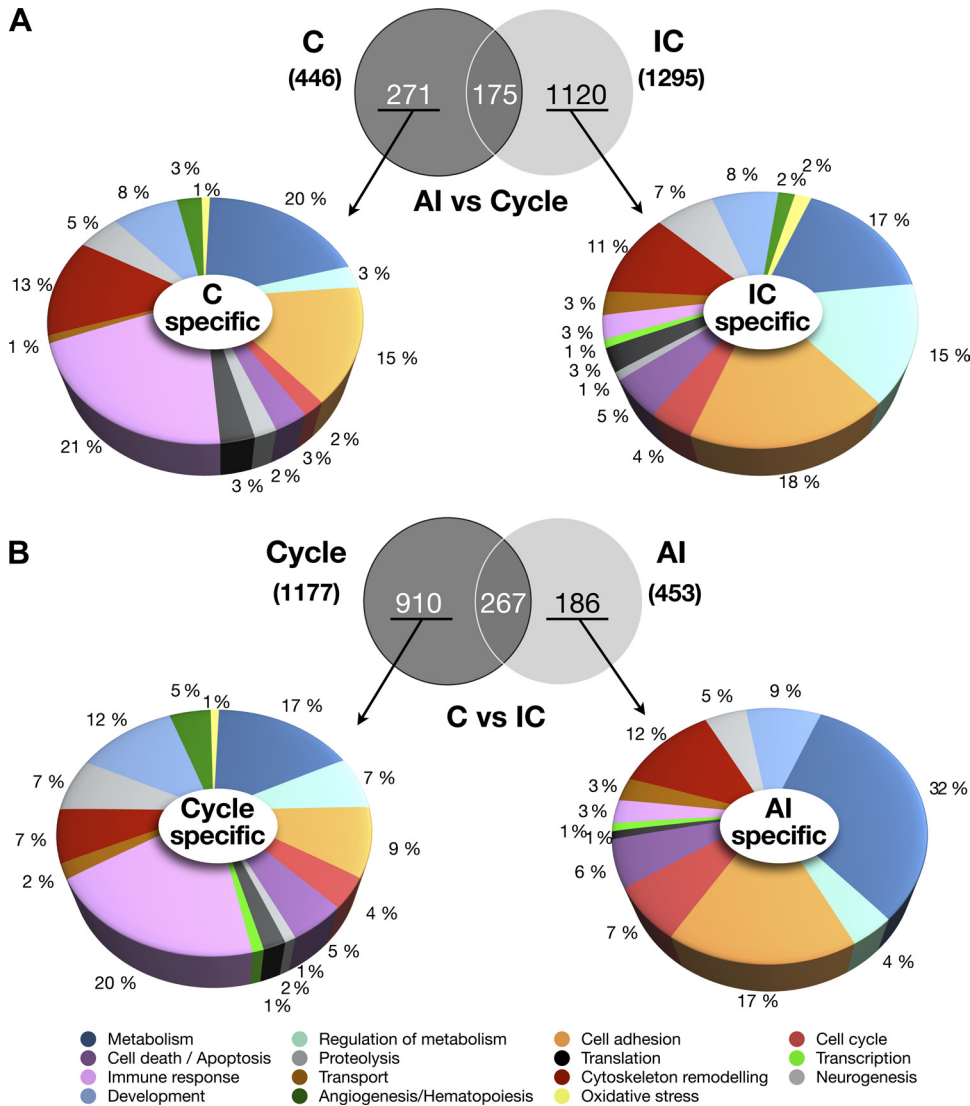 A
C
(446)
IC
(1295)
271
175
1120
AI vs Cycle
3 %
1 %
20 %
8 %
5 %
3 %
13 %
1 %
15 %
21 %
2 %
3 %
2 %
3 %
C
specific
2 %
2 %
8 %
17 %
7 %
11 %
3 %
3 %
1 %
3 %
1 %
5 %
4 %
18 %
15 %
IC
specific
B
Cycle
(1177)
AI
(453)
910
267
186
C vs IC
5 %
1%
17 %
12 %
7 %
7 %
7 %
2 %
9 %
4 %
5 %
1%
2%
1%
20 %
Cycle
specific
9 %
5 %
12 %
32 %
3 %
3 %
1%
1%
6 %
7 %
17 %
4 %
AI
specific
Metabolism
Regulation of metabolism
Cell adhesion
Cell cycle
Cell death / Apoptosis
Proteolysis
Translation
Transcription
Immune response
Transport
Cytoskeleton remodelling
Neurogenesis
Development
Angiogenesis/Hematopoiesis
Oxidative stress